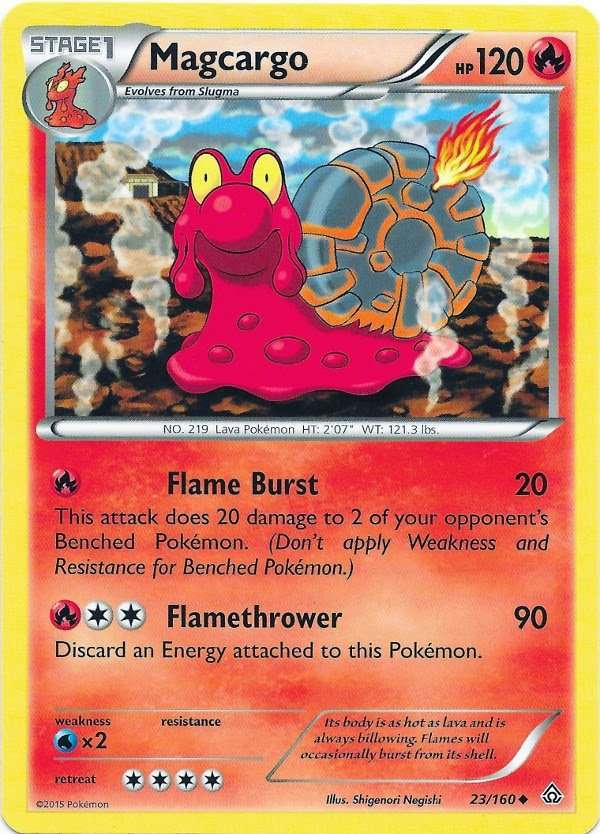 STAGE1
Magcargo
HP120
Evolves from Slugma
NO. 219 Lava Pokémon HT: 2'07" WT: 121.3 lbs.
Flame Burst 20
This attack does 20 damage to 2 of your opponent's
Benched Pokémon. (Don't apply Weakness and
Resistance for Benched Pokémon.)
Flamethrower 90
Discard an Energy attached to this Pokémon.
weakness resistance
×2
retreat
Its body is as hot as lava and is
always billowing. Flames will
occasionally burst from its shell.
©2015 Pokémon
Illus. Shigenori Negishi 23/160